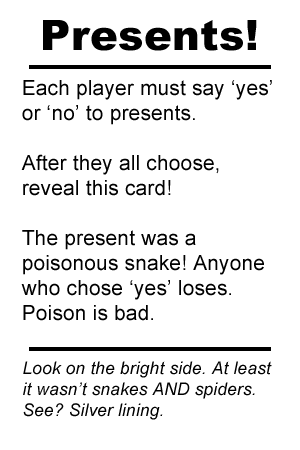 Presents!
Each player must say ‘yes’
or ‘no’ to presents.
After they all choose,
reveal this card!
The present was a
poisonous snake! Anyone
who chose ‘yes’ loses.
Poison is bad.
Look on the bright side. At least
it wasn’t snakes AND spiders.
See? Silver lining.